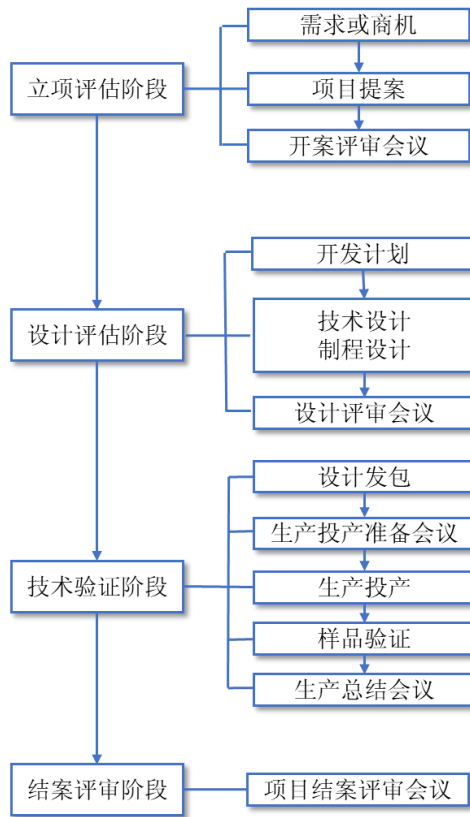 需求或商机
立项评估阶段
项目提案
开案评审会议
开发计划
设计评估阶段
技术设计
制程设计
设计评审会议
设计发包
生产投产准备会议
技术验证阶段
生产投产
样品验证
生产总结会议
结案评审阶段
项目结案评审会议